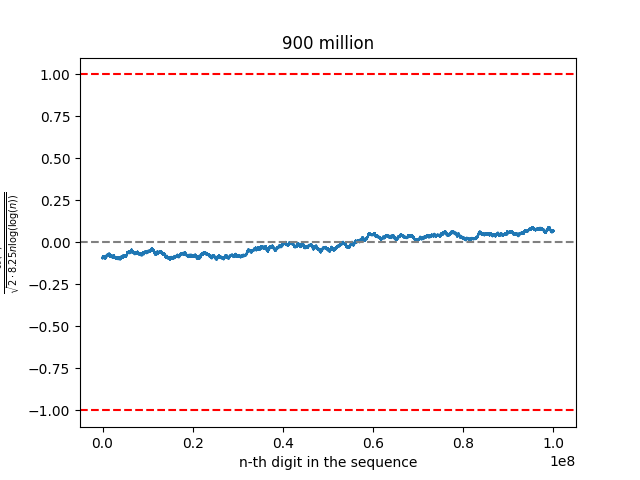 900 million
1.00
0.75
0.50
0.25
0.00
−0.25
−0.50
−0.75
−1.00
√2 · 8.25n log(log(n))
0.0 0.2 0.4 0.6 0.8 1.0
1e8
n-th digit in the sequence